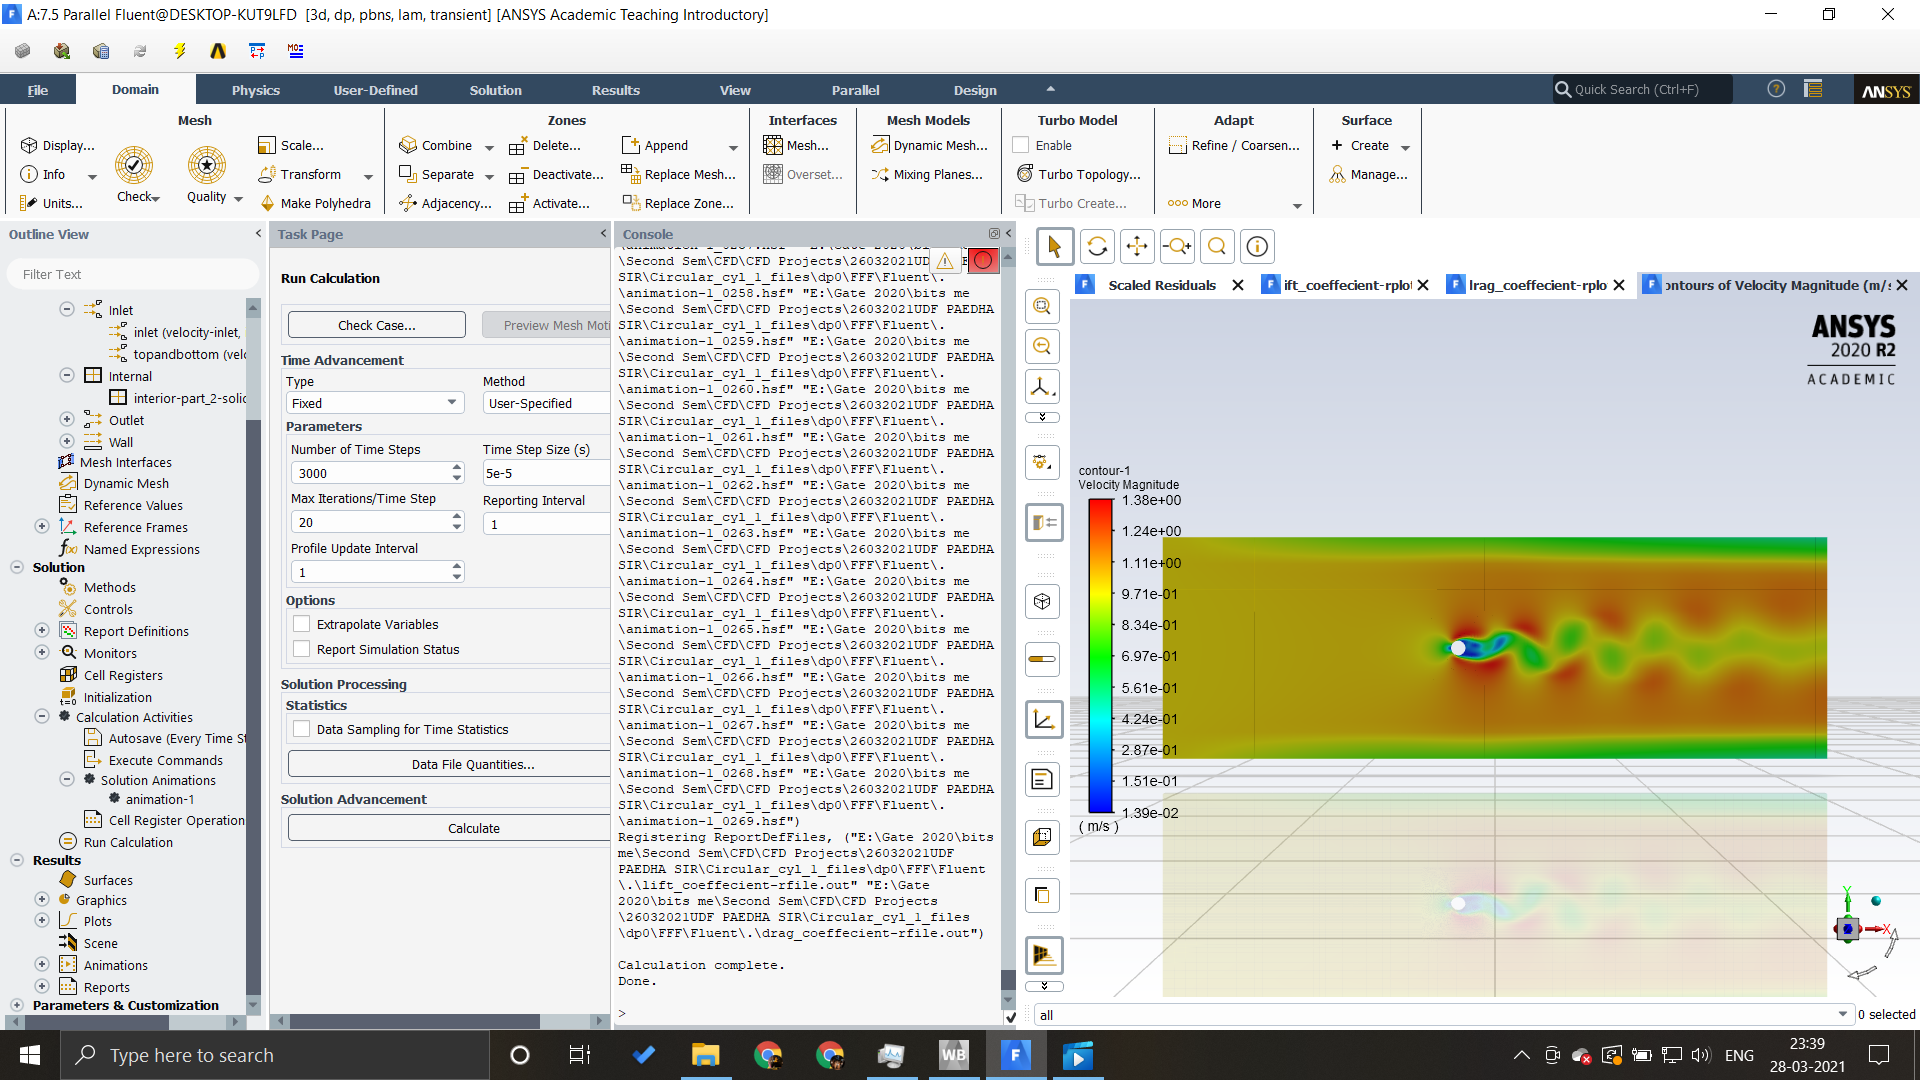 A:7.5 Parallel Fluent@DESKTOP-KUT9LFD [3d, dp, pbns, lam, transient] [ANSYS Academic Teaching Introductory]
File Domain Physics User-Defined Solution Results View Parallel Design Quick Search (Ctrl+F) ANSYS
Mesh
Display...
Info
Units...
Check
Quality
Scale...
Transform
Make Polyhedra
Zones
Combine
Separate
Adjacency...
Delete...
Deactivate...
Activate...
Append
Replace Mesh...
Replace Zone...
Interfaces
Mesh...
Overset...
Mesh Models
Dynamic Mesh...
Mixing Planes...
Turbo Model
Enable
Turbo Topology...
Turbo Create...
Adapt
Refine / Coarsen...
More
Surface
Create
Manage...
Outline View
Filter Text
Inlet
inlet (velocity-inlet,
topandbottom (velo
Internal
interior-part_2-solid
Outlet
Wall
Mesh Interfaces
Dynamic Mesh
Reference Values
Reference Frames
Named Expressions
Solution
Methods
Controls
Report Definitions
Monitors
Cell Registers
Initialization
Calculation Activities
Autosave (Every Time St
Execute Commands
Solution Animations
animation-1
Cell Register Operation
Run Calculation
Results
Surfaces
Graphics
Plots
Scene
Animations
Reports
Parameters & Customization
Task Page
Run Calculation
Check Case...
Preview Mesh Moti
Time Advancement
Type
Method
Fixed
User-Specified
Parameters
Number of Time Steps
Time Step Size (s)
3000
5e-5
Max Iterations/Time Step
Reporting Interval
20
1
Profile Update Interval
1
Options
Extrapolate Variables
Report Simulation Status
Solution Processing
Statistics
Data Sampling for Time Statistics
Data File Quantities...
Solution Advancement
Calculate
Console
\Second Sem\CFD\CFD Projects\26032021UD
SIR\Circular_cyl_1_files\dp0\FFF\Fluent\.
\animation-1_0258.hsf" "E:\Gate 2020\bits me
\Second Sem\CFD\CFD Projects\26032021UDF PAEDHA
SIR\Circular_cyl_1_files\dp0\FFF\Fluent\.
\animation-1_0259.hsf" "E:\Gate 2020\bits me
\Second Sem\CFD\CFD Projects\26032021UDF PAEDHA
SIR\Circular_cyl_1_files\dp0\FFF\Fluent\.
\animation-1_0260.hsf" "E:\Gate 2020\bits me
\Second Sem\CFD\CFD Projects\26032021UDF PAEDHA
SIR\Circular_cyl_1_files\dp0\FFF\Fluent\.
\animation-1_0261.hsf" "E:\Gate 2020\bits me
\Second Sem\CFD\CFD Projects\26032021UDF PAEDHA
SIR\Circular_cyl_1_files\dp0\FFF\Fluent\.
\animation-1_0262.hsf" "E:\Gate 2020\bits me
\Second Sem\CFD\CFD Projects\26032021UDF PAEDHA
SIR\Circular_cyl_1_files\dp0\FFF\Fluent\.
\animation-1_0263.hsf" "E:\Gate 2020\bits me
\Second Sem\CFD\CFD Projects\26032021UDF PAEDHA
SIR\Circular_cyl_1_files\dp0\FFF\Fluent\.
\animation-1_0264.hsf" "E:\Gate 2020\bits me
\Second Sem\CFD\CFD Projects\26032021UDF PAEDHA
SIR\Circular_cyl_1_files\dp0\FFF\Fluent\.
\animation-1_0265.hsf" "E:\Gate 2020\bits me
\Second Sem\CFD\CFD Projects\26032021UDF PAEDHA
SIR\Circular_cyl_1_files\dp0\FFF\Fluent\.
\animation-1_0266.hsf" "E:\Gate 2020\bits me
\Second Sem\CFD\CFD Projects\26032021UDF PAEDHA
SIR\Circular_cyl_1_files\dp0\FFF\Fluent\.
\animation-1_0267.hsf" "E:\Gate 2020\bits me
\Second Sem\CFD\CFD Projects\26032021UDF PAEDHA
SIR\Circular_cyl_1_files\dp0\FFF\Fluent\.
\animation-1_0268.hsf" "E:\Gate 2020\bits me
\Second Sem\CFD\CFD Projects\26032021UDF PAEDHA
SIR\Circular_cyl_1_files\dp0\FFF\Fluent\.
\animation-1_0269.hsf")
Registering ReportDefFiles, ("E:\Gate 2020\bits
me\Second Sem\CFD\CFD Projects\26032021UDF
PAEDHA SIR\Circular_cyl_1_files\dp0\FFF\Fluent
\.\lift_coeffecient-rfile.out" "E:\Gate
2020\bits me\Second Sem\CFD\CFD Projects
\26032021UDF PAEDHA SIR\Circular_cyl_1_files
\dp0\FFF\Fluent\.\drag_coeffecient-rfile.out")
Calculation complete.
Done.
>
Scaled Residuals
ift_coeffecient-rplot
lrag_coeffecient-rplo
ontours of Velocity Magnitude (m/s
ANSYS
2020 R2
ACADEMIC
contour-1
Velocity Magnitude
1.38e+00
1.24e+00
1.11e+00
9.71e-01
8.34e-01
6.97e-01
5.61e-01
4.24e-01
2.87e-01
1.51e-01
1.39e-02
( m/s )
Y
X
all
0 selected
Type here to search
WB
ENG
23:39
28-03-2021